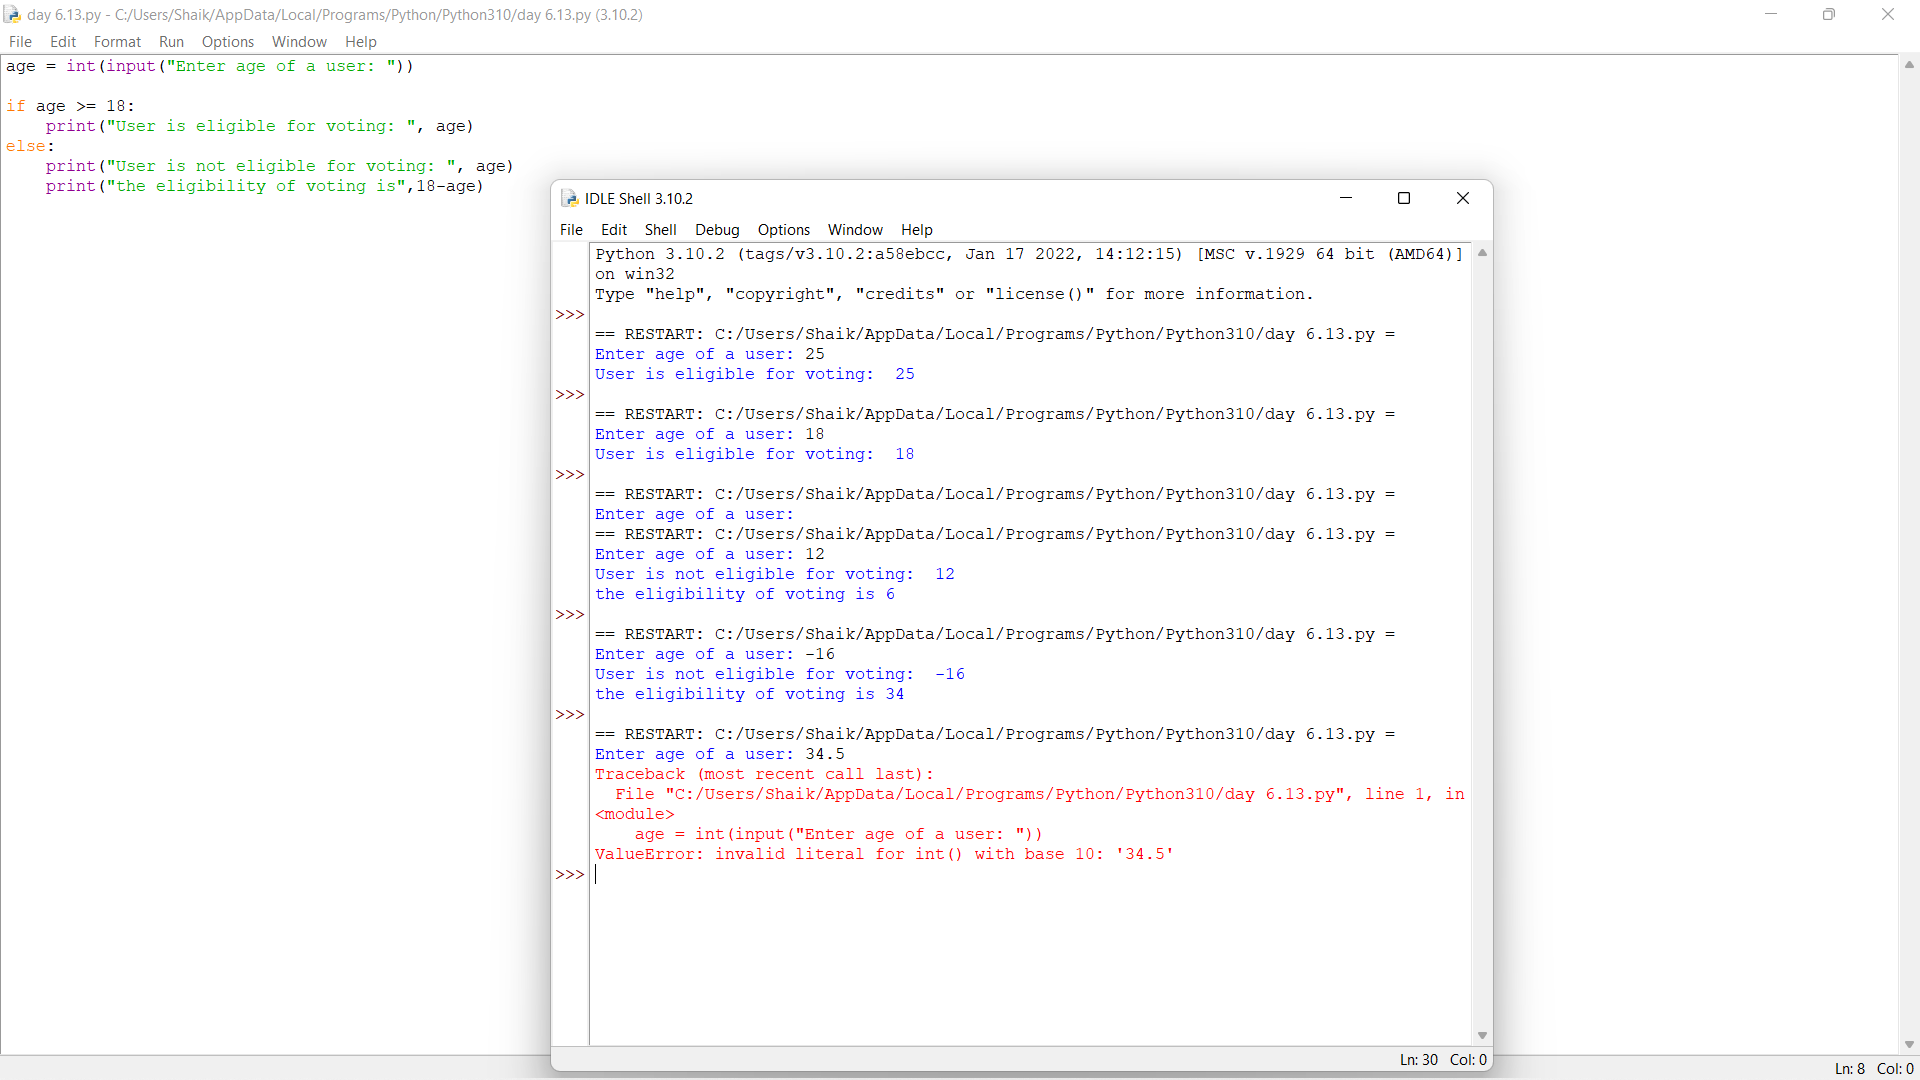 day 6.13.py - C:/Users/Shaik/AppData/Local/Programs/Python/Python310/day 6.13.py (3.10.2)
File Edit Format Run Options Window Help
age = int(input("Enter age of a user: "))
if age >= 18:
    print("User is eligible for voting: ", age)
else:
    print("User is not eligible for voting: ", age)
    print("the eligibility of voting is",18-age)
IDLE Shell 3.10.2
File Edit Shell Debug Options Window Help
Python 3.10.2 (tags/v3.10.2:a58ebcc, Jan 17 2022, 14:12:15) [MSC v.1929 64 bit (AMD64)]
on win32
Type "help", "copyright", "credits" or "license()" for more information.
>>>
== RESTART: C:/Users/Shaik/AppData/Local/Programs/Python/Python310/day 6.13.py =
Enter age of a user: 25
User is eligible for voting:  25
>>>
== RESTART: C:/Users/Shaik/AppData/Local/Programs/Python/Python310/day 6.13.py =
Enter age of a user: 18
User is eligible for voting:  18
>>>
== RESTART: C:/Users/Shaik/AppData/Local/Programs/Python/Python310/day 6.13.py =
Enter age of a user:
== RESTART: C:/Users/Shaik/AppData/Local/Programs/Python/Python310/day 6.13.py =
Enter age of a user: 12
User is not eligible for voting:  12
the eligibility of voting is 6
>>>
== RESTART: C:/Users/Shaik/AppData/Local/Programs/Python/Python310/day 6.13.py =
Enter age of a user: -16
User is not eligible for voting:  -16
the eligibility of voting is 34
>>>
== RESTART: C:/Users/Shaik/AppData/Local/Programs/Python/Python310/day 6.13.py =
Enter age of a user: 34.5
Traceback (most recent call last):
  File "C:/Users/Shaik/AppData/Local/Programs/Python/Python310/day 6.13.py", line 1, in
<module>
    age = int(input("Enter age of a user: "))
ValueError: invalid literal for int() with base 10: '34.5'
>>>
Ln: 30 Col: 0
Ln: 8 Col: 0